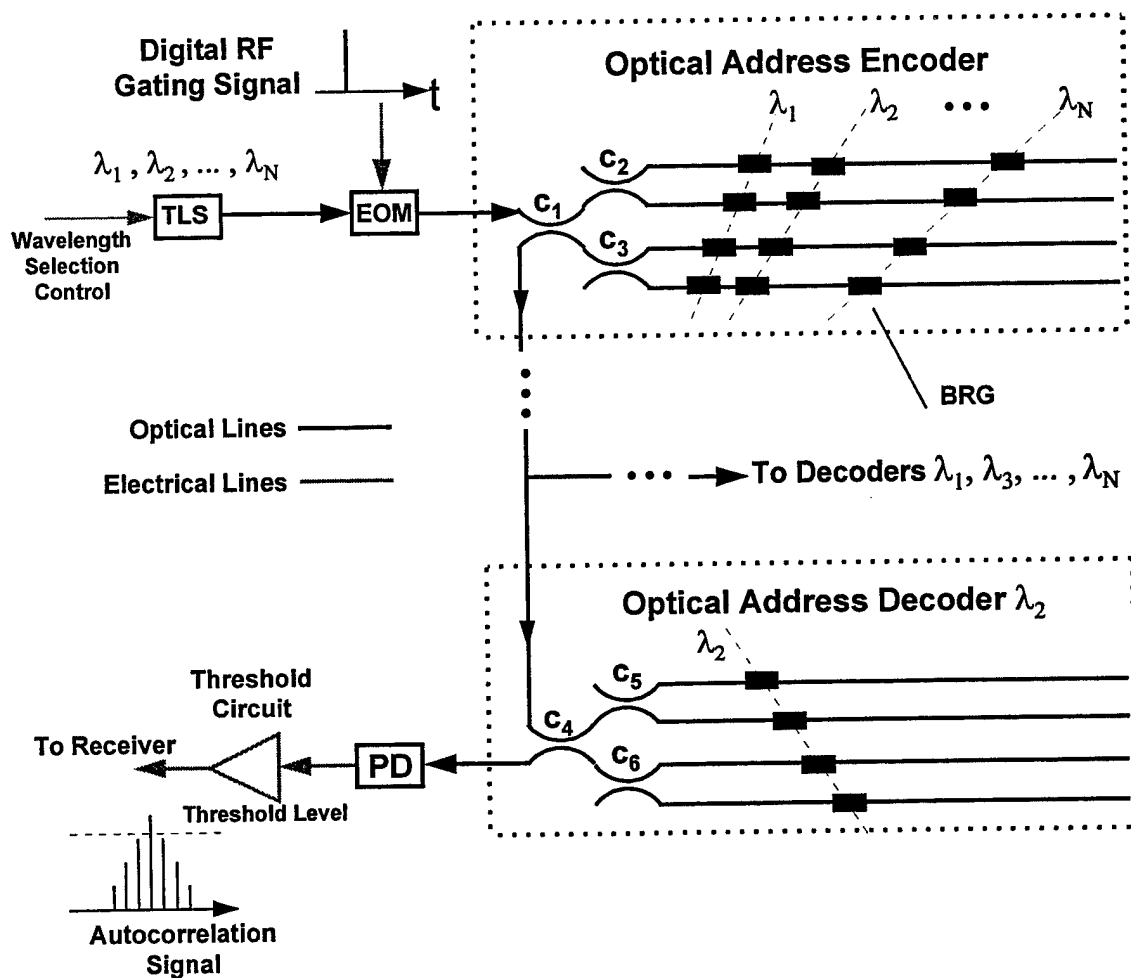 Digital RF
Gating Signal
t
Optical Address Encoder
λ1
λ2
•••
λN
λ1 , λ2, ... , λN
C2
C1
TLS
EOM
C3
Wavelength
Selection
Control
BRG
Optical Lines
Electrical Lines
To Decoders λ1, λ3, ... , λN
Optical Address Decoder λ2
λ2
C5
Threshold
Circuit
C4
To Receiver
PD
C6
Threshold Level
Autocorrelation
Signal